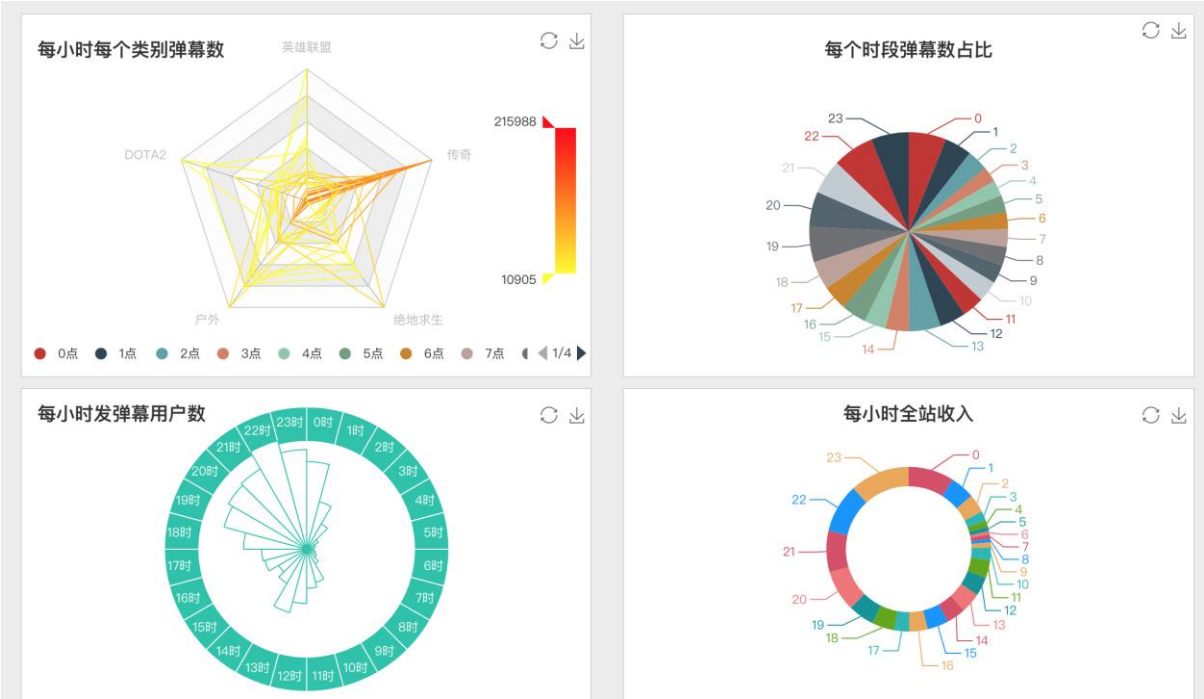 每小时每个类别弹幕数
英雄联盟
215988
DOTA2
传奇
10905
户外
绝地求生
0点 1点 2点 3点 4点 5点 6点 7点 1/4
每个时段弹幕数占比
23
0
22
1
2
21
3
4
20
5
6
19
7
8
18
9
17
10
16
11
15
12
14
13
每小时发弹幕用户数
23时 0时
22时 1时
21时 2时
20时 3时
19时 4时
18时 5时
17时 6时
16时 7时
15时 8时
14时 9时
13时 12时 11时 10时
每小时全站收入
23
0
1
22
2
3
4
5
21
6
7
8
9
20
10
11
19
12
18
13
17
14
16
15